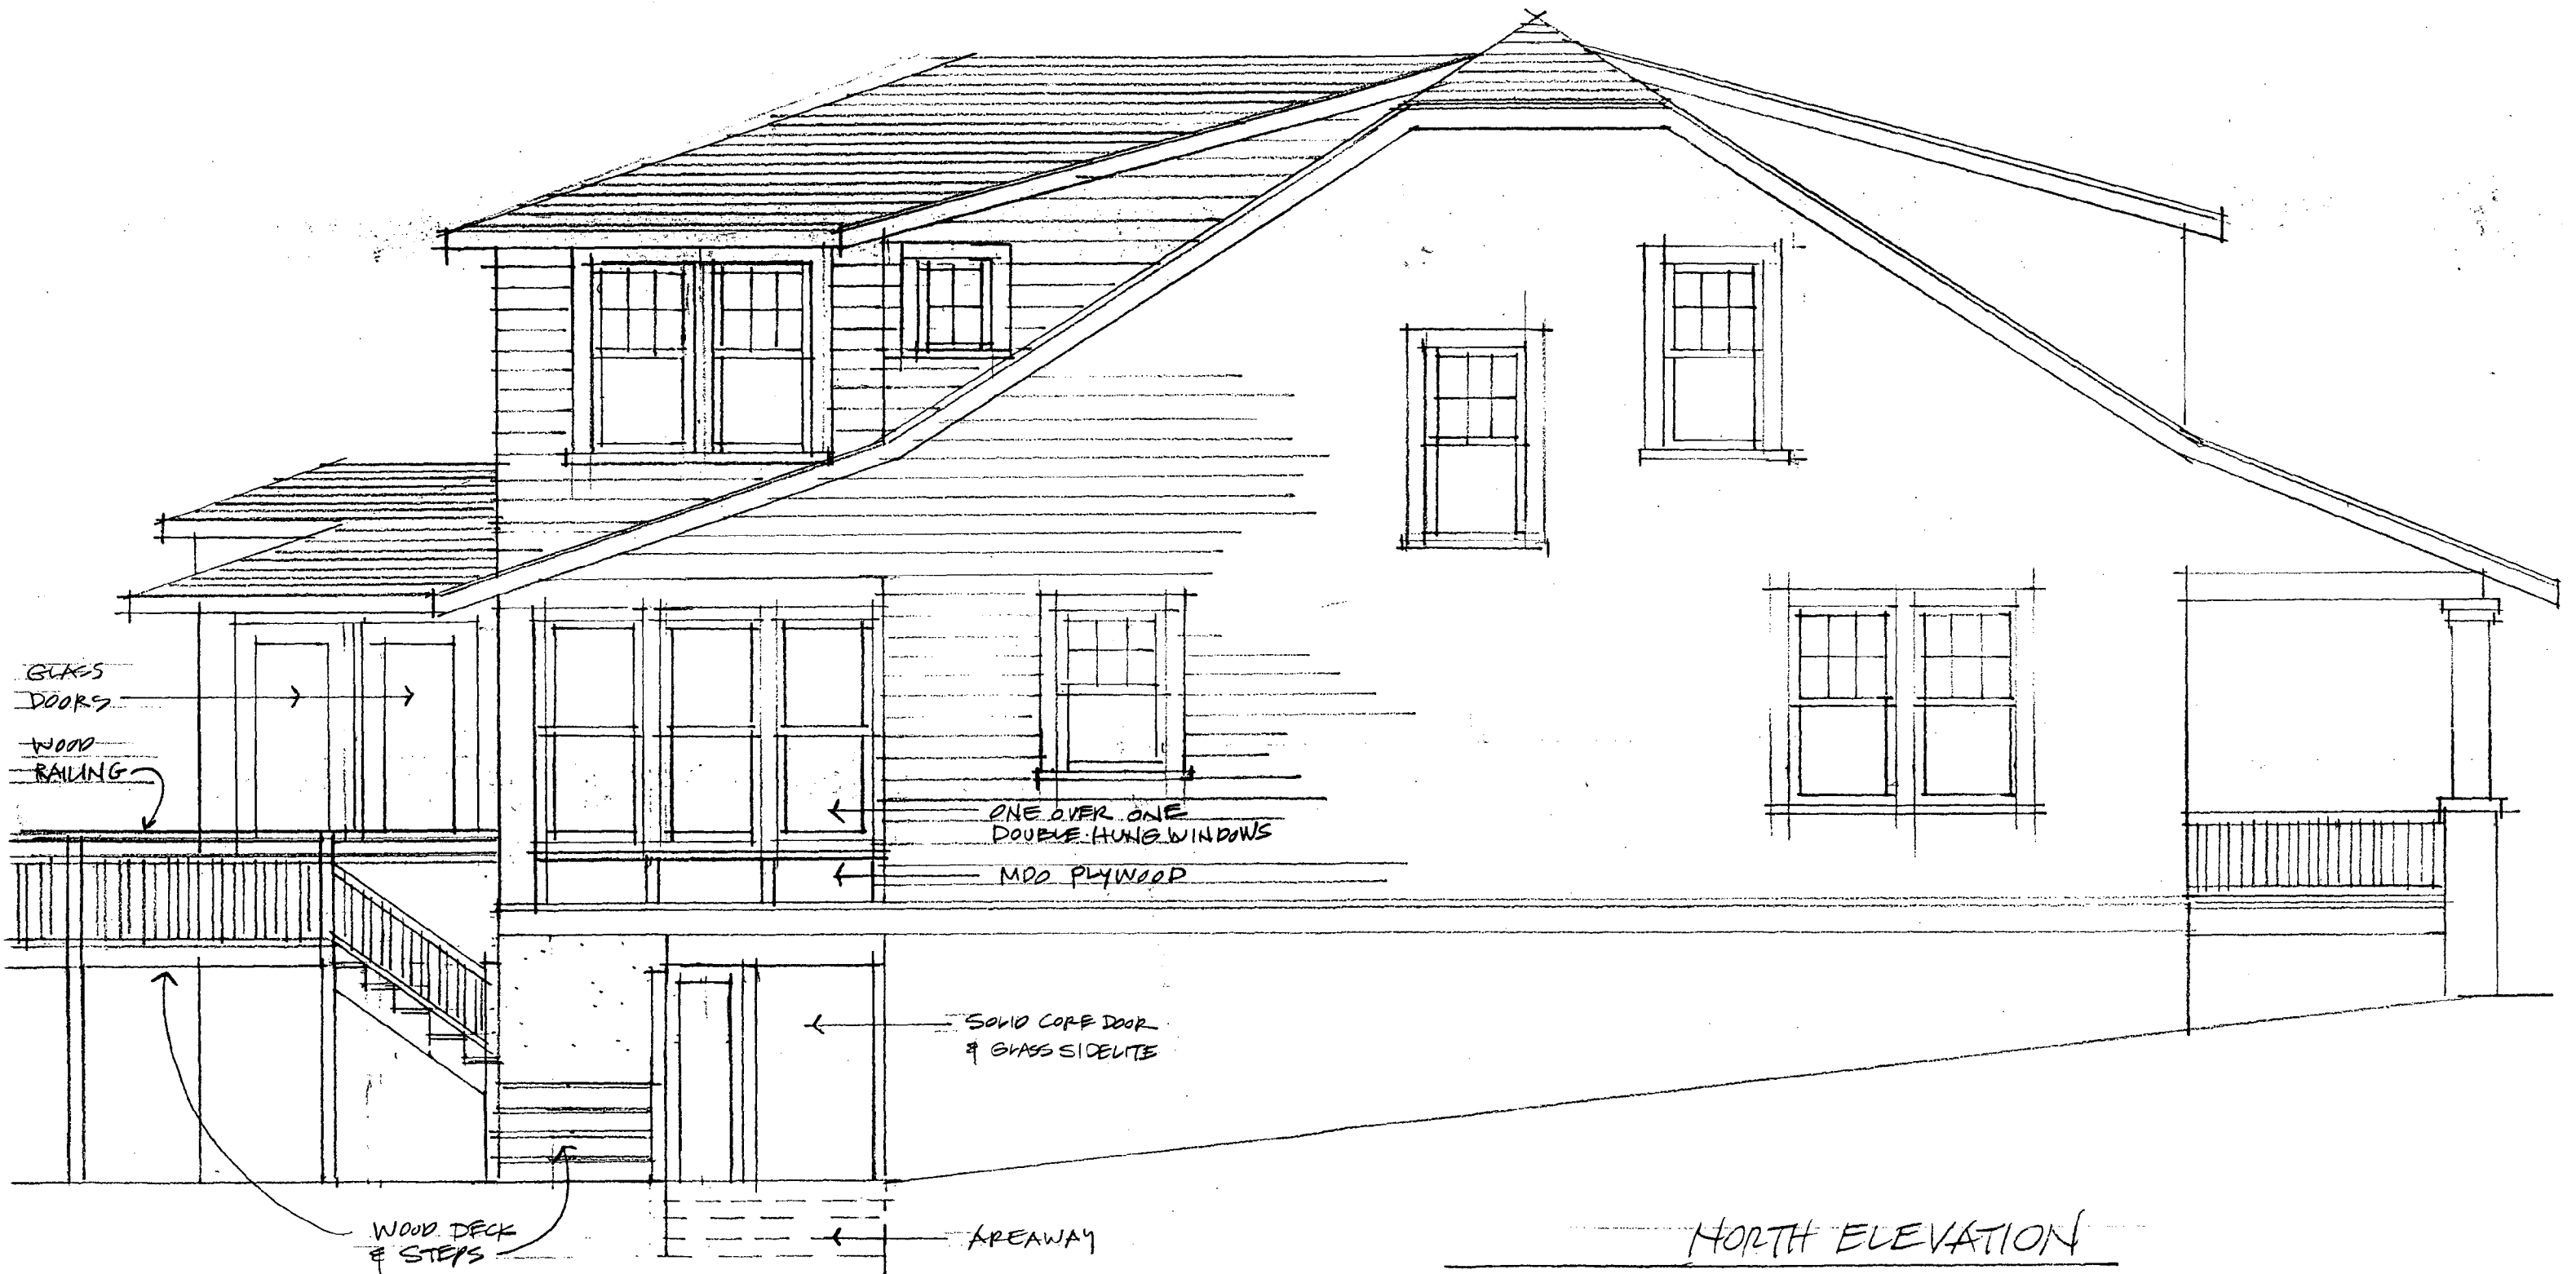 GLASS
DOORS
WOOD
RAILING
ONE OVER ONE
DOUBLE-HUNG WINDOWS
MDO PLYWOOD
SOLID CORE DOOR
& GLASS SIDELITE
WOOD DECK
& STEPS
AREAWAY
NORTH ELEVATION